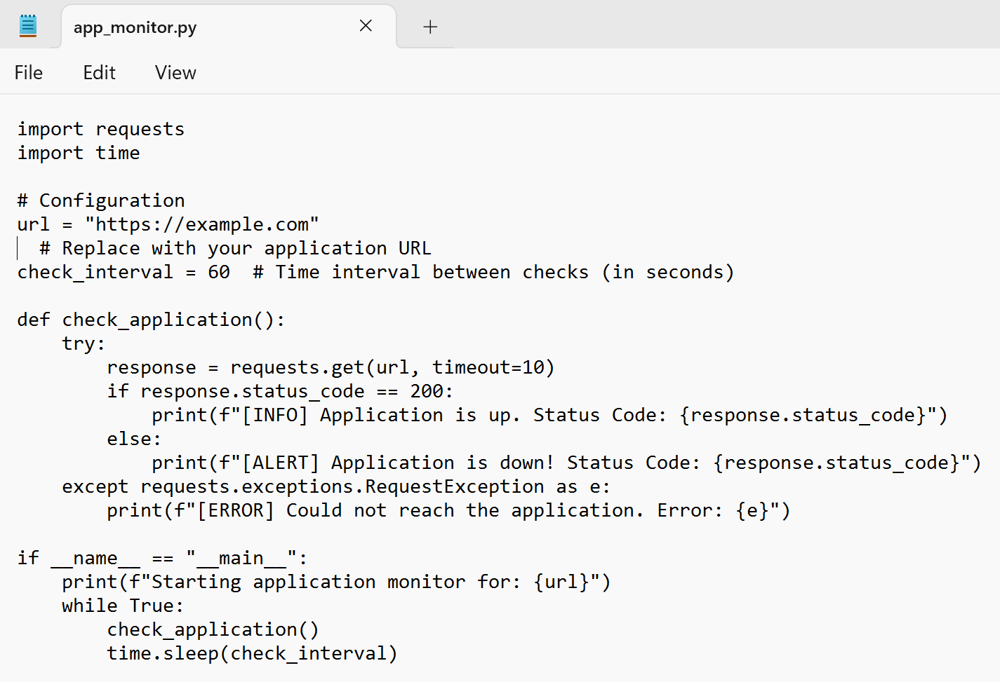 app_monitor.py
File Edit View
import requests
import time
# Configuration
url = "https://example.com"
  # Replace with your application URL
check_interval = 60  # Time interval between checks (in seconds)
def check_application():
    try:
        response = requests.get(url, timeout=10)
        if response.status_code == 200:
            print(f"[INFO] Application is up. Status Code: {response.status_code}")
        else:
            print(f"[ALERT] Application is down! Status Code: {response.status_code}")
    except requests.exceptions.RequestException as e:
        print(f"[ERROR] Could not reach the application. Error: {e}")
if __name__ == "__main__":
    print(f"Starting application monitor for: {url}")
    while True:
        check_application()
        time.sleep(check_interval)